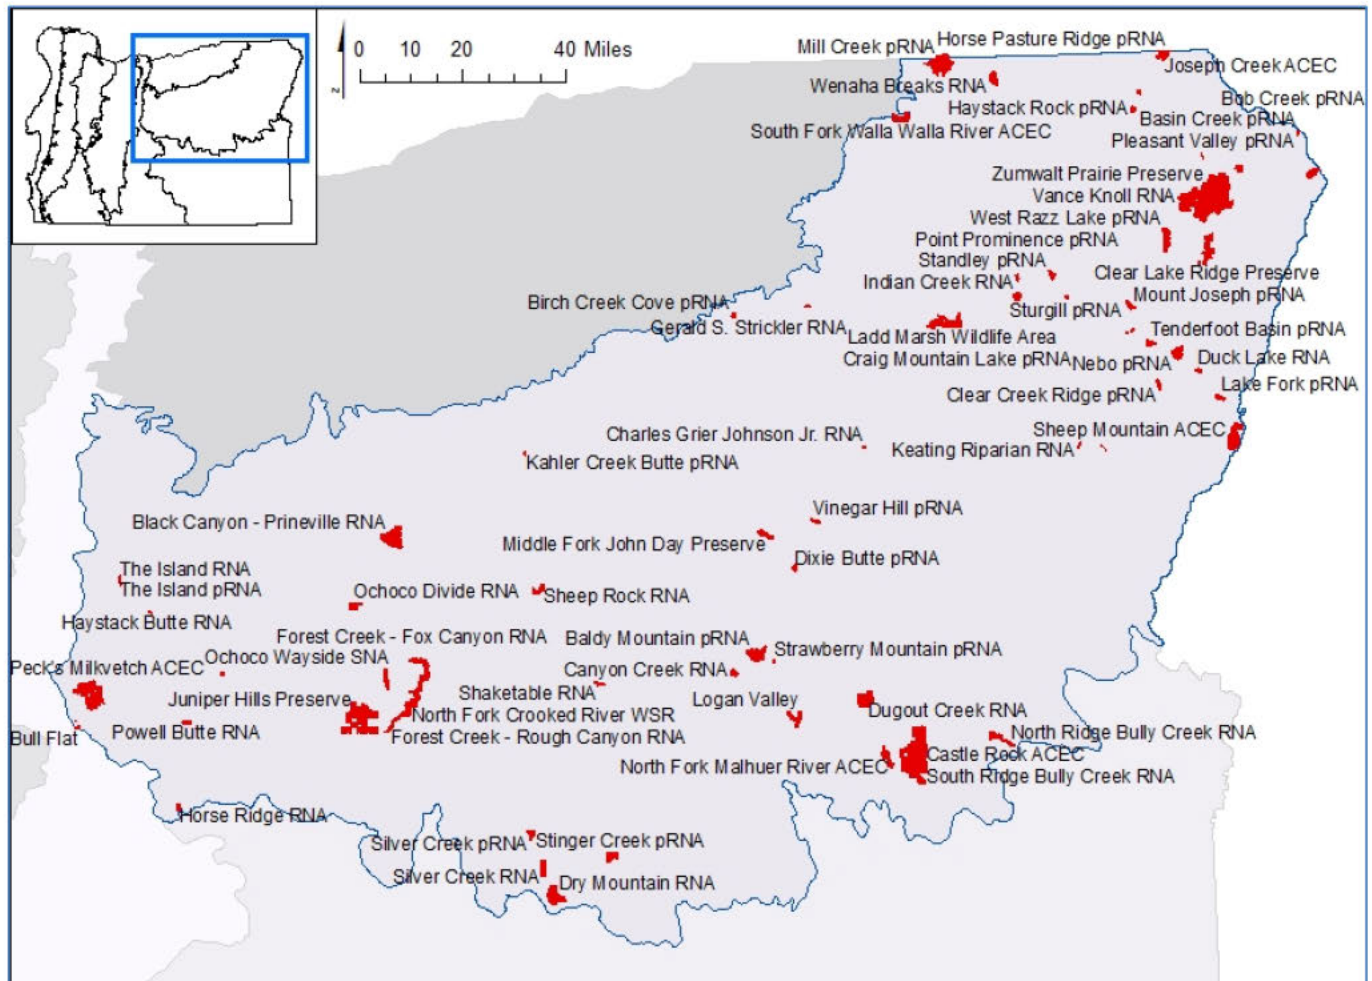 0 10 20 40 Miles
z
Mill Creek pRNA
Horse Pasture Ridge pRNA
Joseph Creek ACEC
Wenaha Breaks RNA
Haystack Rock pRNA
Bob Creek pRNA
Basin Creek pRNA
South Fork Walla Walla River ACEC
Pleasant Valley pRNA
Zumwalt Prairie Preserve
Vance Knoll RNA
West Razz Lake pRNA
Point Prominence pRNA
Standley pRNA
Clear Lake Ridge Preserve
Indian Creek RNA
Mount Joseph pRNA
Birch Creek Cove pRNA
Sturgill pRNA
Gerald S. Strickler RNA
Ladd Marsh Wildlife Area
Tenderfoot Basin pRNA
Craig Mountain Lake pRNA
Nebo pRNA
Duck Lake RNA
Clear Creek Ridge pRNA
Lake Fork pRNA
Charles Grier Johnson Jr. RNA
Sheep Mountain ACEC
Keating Riparian RNA
Kahler Creek Butte pRNA
Vinegar Hill pRNA
Black Canyon - Prineville RNA
Middle Fork John Day Preserve
Dixie Butte pRNA
The Island RNA
The Island pRNA
Ochoco Divide RNA
Sheep Rock RNA
Haystack Butte RNA
Forest Creek - Fox Canyon RNA
Baldy Mountain pRNA
Strawberry Mountain pRNA
Peck's Milkvetch ACEC
Ochoco Wayside SNA
Canyon Creek RNA
Juniper Hills Preserve
Shaketable RNA
Logan Valley
North Fork Crooked River WSR
Dugout Creek RNA
Bull Flat
Powell Butte RNA
Forest Creek - Rough Canyon RNA
North Ridge Bully Creek RNA
Castle Rock ACEC
North Fork Malhuer River ACEC
South Ridge Bully Creek RNA
Horse Ridge RNA
Silver Creek pRNA
Stinger Creek pRNA
Silver Creek RNA
Dry Mountain RNA